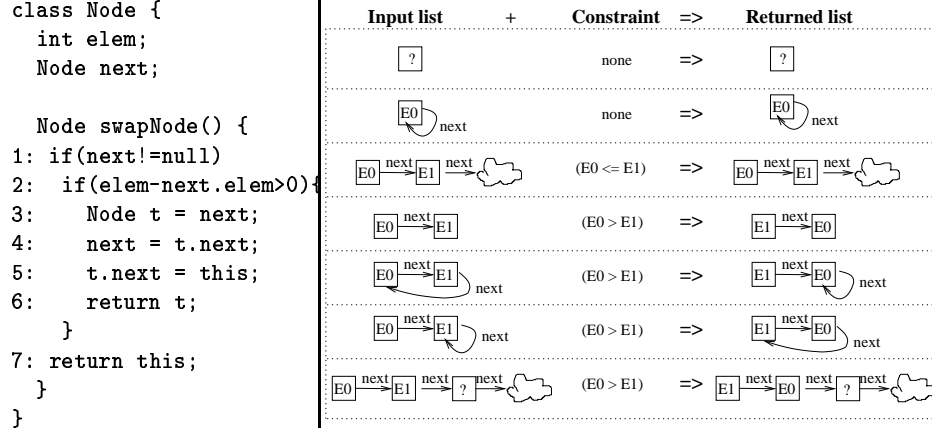 class Node {
int elem;
Node next;
Node swapNode() {
1: if(next!=null)
2: if(elem-next.elem>0){
3: Node t = next;
4: next = t.next;
5: t.next = this;
6: return t;
}
7: return this;
}
}
Input list + Constraint => Returned list
? none => ?
E0 next none => E0 next
E0 next E1 next (E0 <= E1) => E0 next E1 next
E0 next E1 (E0 > E1) => E1 next E0
E0 next E1 next (E0 > E1) => E1 next E0 next
E0 next E1 next (E0 > E1) => E1 next E0 next
E0 next E1 next ? next (E0 > E1) => E1 next E0 next ? next